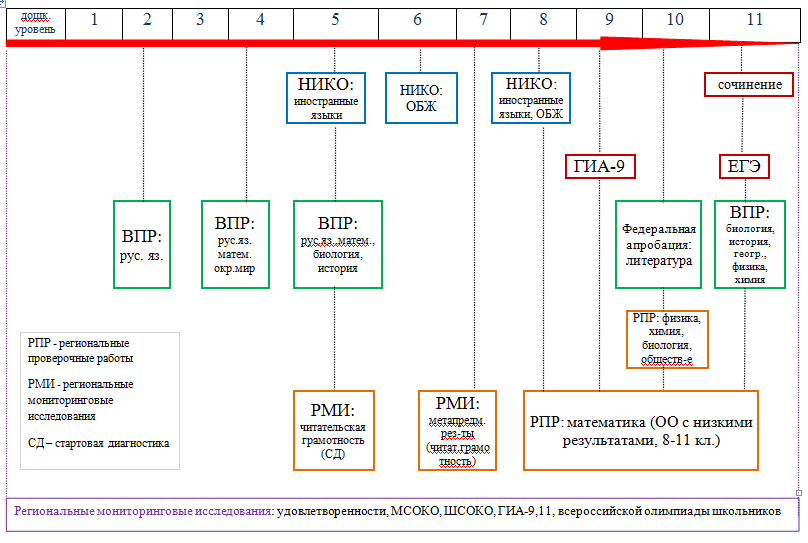 дошк.
уровень
1 2 3 4 5 6 7 8 9 10 11
НИКО:
иностранные
языки
НИКО:
ОБЖ
НИКО:
иностранные
языки, ОБЖ
сочинение
ГИА-9
ЕГЭ
ВПР:
рус. яз.
ВПР:
рус.яз.
матем.
окр.мир
ВПР:
рус.яз.,матем.,
биология,
история
Федеральная
апробация:
литература
ВПР:
биология,
история,
геогр.,
физика,
химия
РПР: физика,
химия,
биология,
обществ-е
РПР - региональные
проверочные работы
РМИ - региональные
мониторинговые
исследования
СД – стартовая диагностика
РМИ:
читательская
грамотность
(СД)
РМИ:
метапредм.
рез-ты
(читат.грамо
тность)
РПР: математика (ОО с низкими
результатами, 8-11 кл.)
Региональные мониторинговые исследования: удовлетворенности, МСОКО, ШСОКО, ГИА-9,11, всероссийской олимпиады школьников